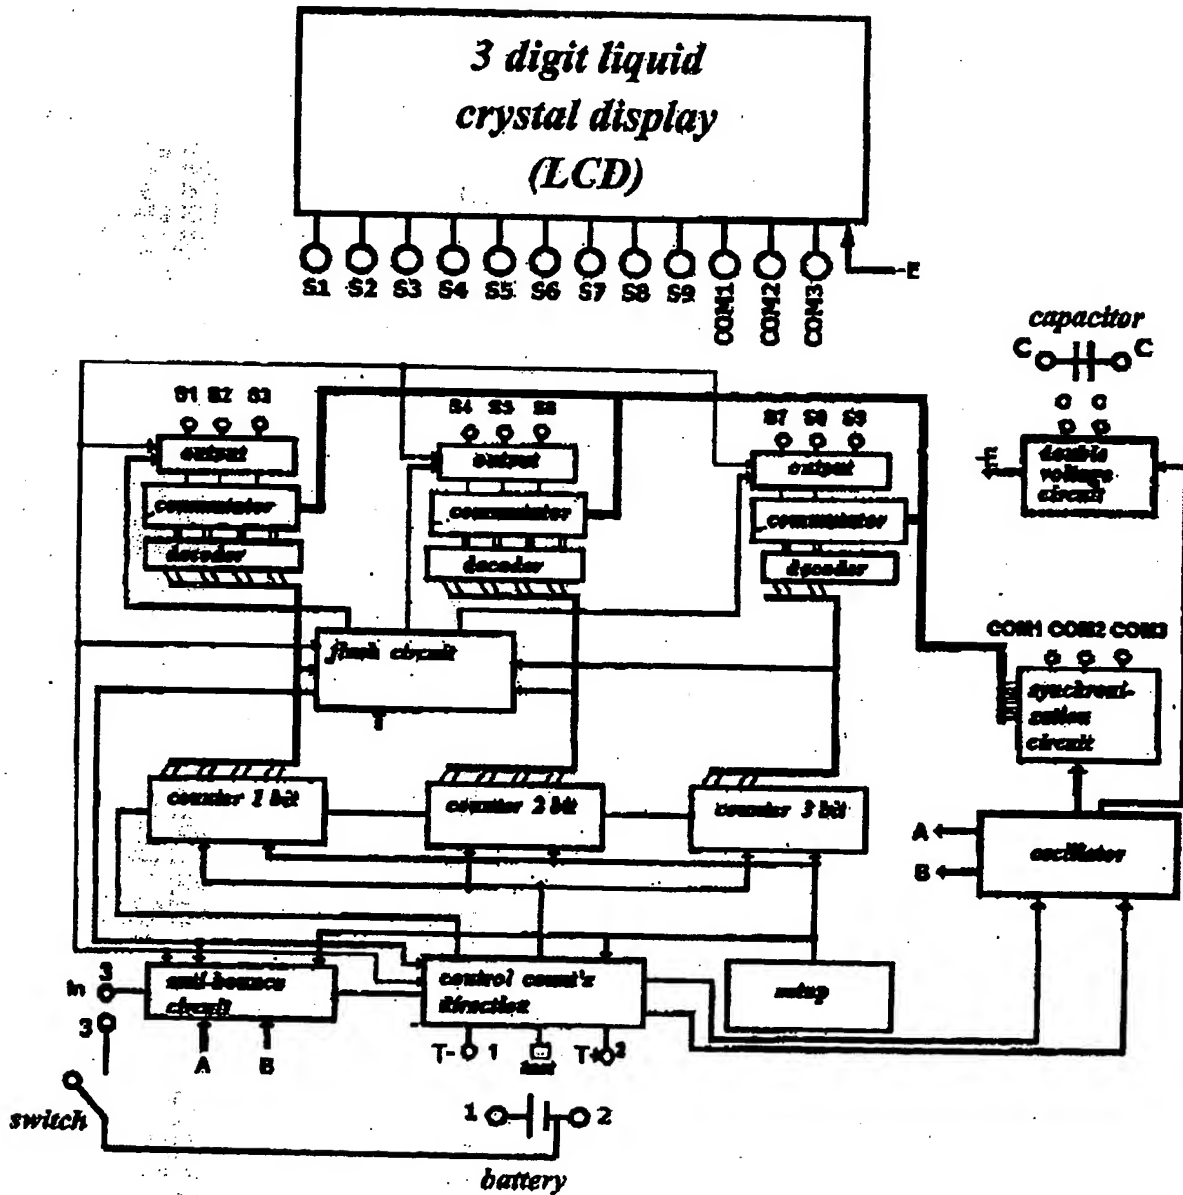 3 digit liquid
crystal display
(LCD)
S1 S2 S3 S4 S5 S6 S7 S8 S9 COM1 COM2 COM3
-E
capacitor
C C
C C
double
voltage
circuit
-E
S1 S2 S3
output
commutator
decoder
S4 S5 S6
output
commutator
decoder
S7 S8 S9
output
commutator
decoder
flash circuit
COM1 COM2 COM3
synchroni-
zation
circuit
counter 1 bit
counter 2 bit
counter 3 bit
A
B
oscillator
In 3
3
anti-bounce
circuit
A B
control count's
direction
T- 1
test
T+ 2
setup
switch
1 2
battery